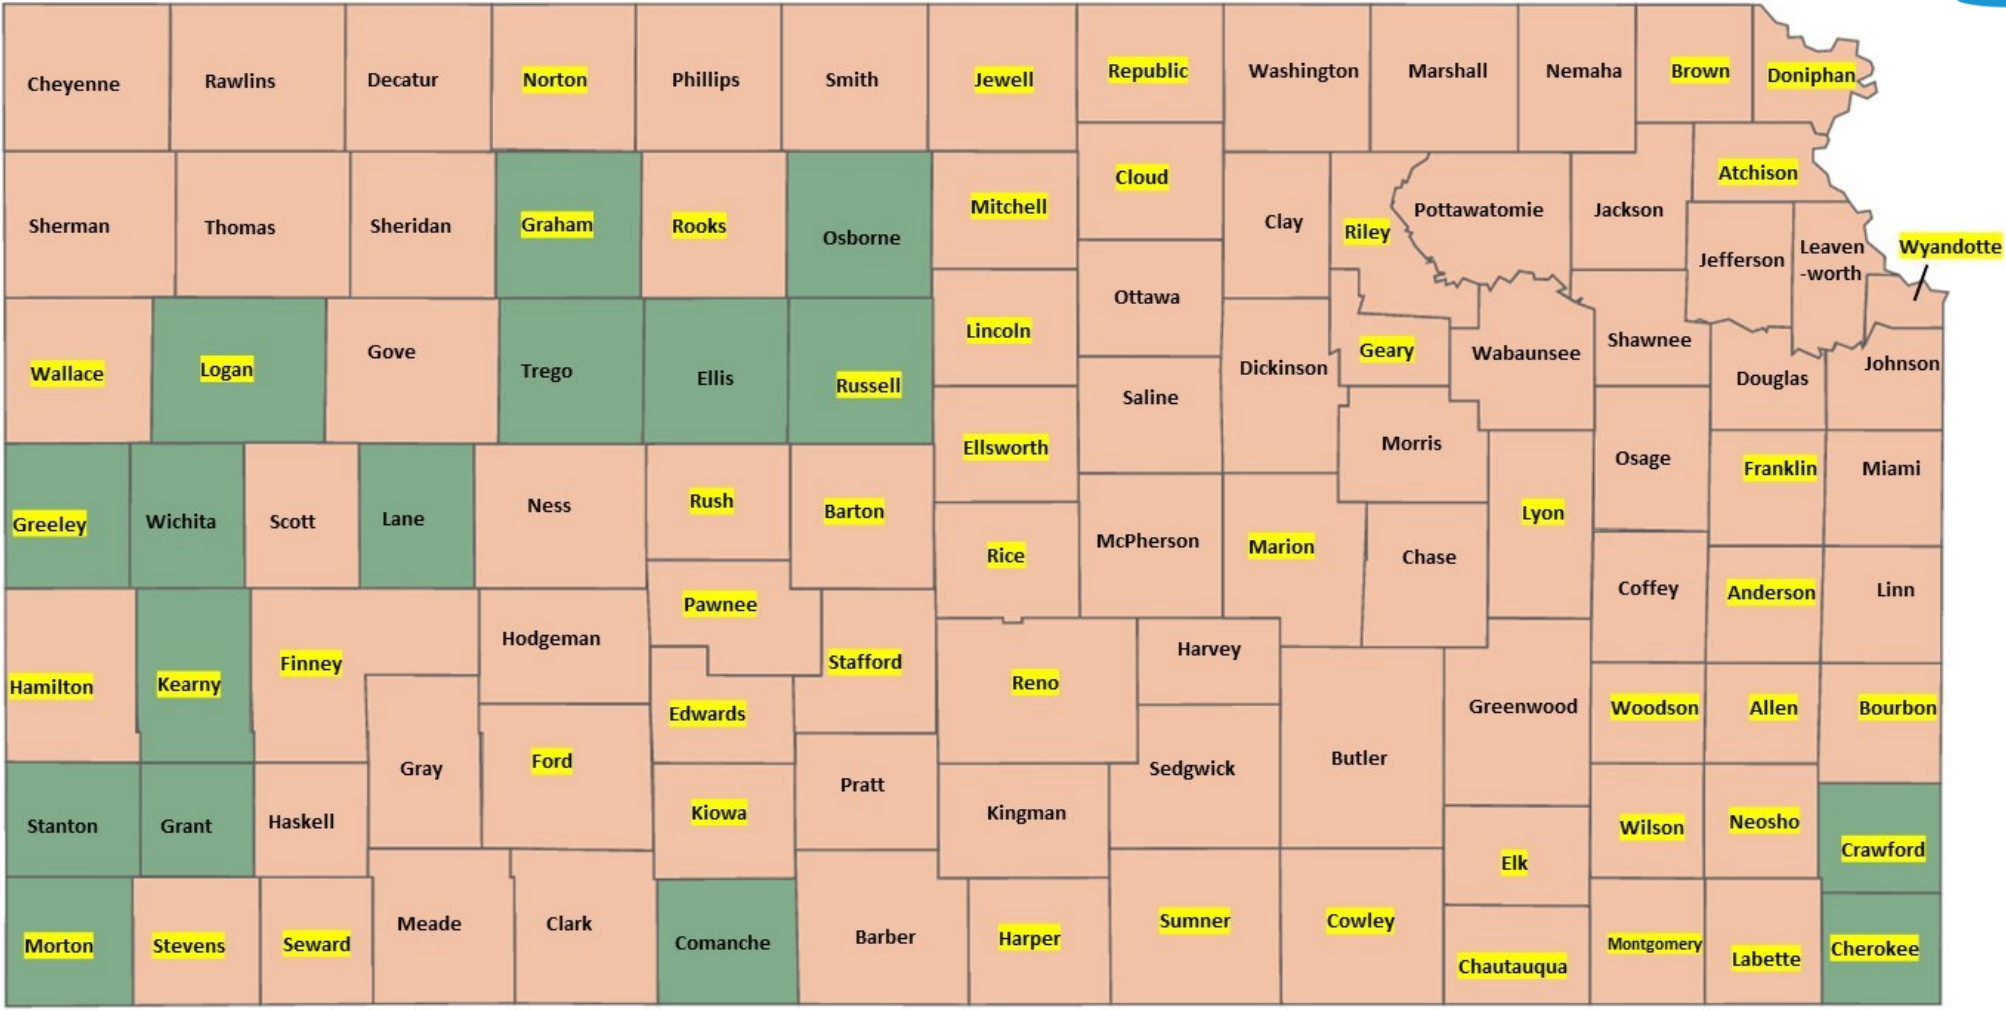 Cheyenne
Rawlins
Decatur
Norton
Phillips
Smith
Jewell
Republic
Washington
Marshall
Nemaha
Brown
Doniphan
Sherman
Thomas
Sheridan
Graham
Rooks
Osborne
Mitchell
Cloud
Clay
Riley
Pottawatomie
Jackson
Atchison
Jefferson
Leaven
-worth
Wyandotte
Wallace
Logan
Gove
Trego
Ellis
Russell
Lincoln
Ottawa
Dickinson
Geary
Wabaunsee
Shawnee
Douglas
Johnson
Ellsworth
Saline
Morris
Osage
Franklin
Miami
Greeley
Wichita
Scott
Lane
Ness
Rush
Barton
Rice
McPherson
Marion
Chase
Lyon
Coffey
Anderson
Linn
Hamilton
Kearny
Finney
Hodgeman
Pawnee
Edwards
Stafford
Reno
Harvey
Greenwood
Woodson
Allen
Bourbon
Gray
Ford
Kiowa
Pratt
Kingman
Sedgwick
Butler
Stanton
Grant
Haskell
Elk
Wilson
Neosho
Crawford
Morton
Stevens
Seward
Meade
Clark
Comanche
Barber
Harper
Sumner
Cowley
Chautauqua
Montgomery
Labette
Cherokee